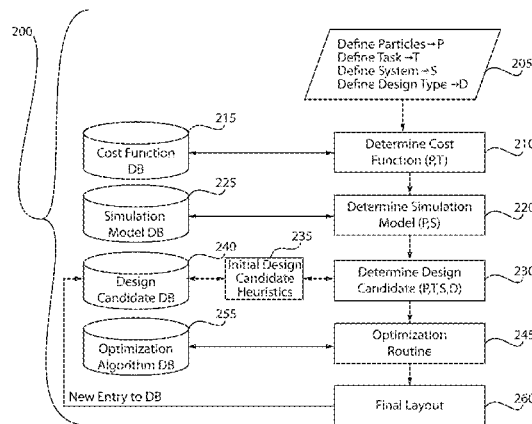 200
Define Particles→P
Define Task→T
Define System→S
Define Design Type→D
205
215
Cost Function
DB
Determine Cost
Function (P,T)
210
225
Simulation
Model DB
Determine Simulation
Model (P,S)
220
240
235
Design
Candidate DB
Initial Design
Candidate
Heuristics
Determine Design
Candidate (P,T,S,D)
230
255
Optimization
Algorithm DB
Optimization
Routine
245
New Entry to DB
Final Layout
260